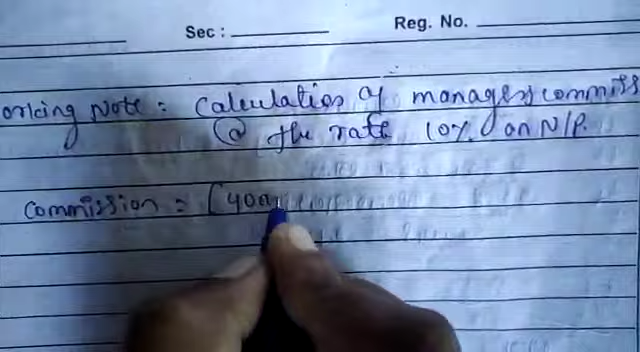 Sec : Reg. No.
orking Note : Calculation of managers commiss
@ the rate 10% on N/P.
Commission = [400